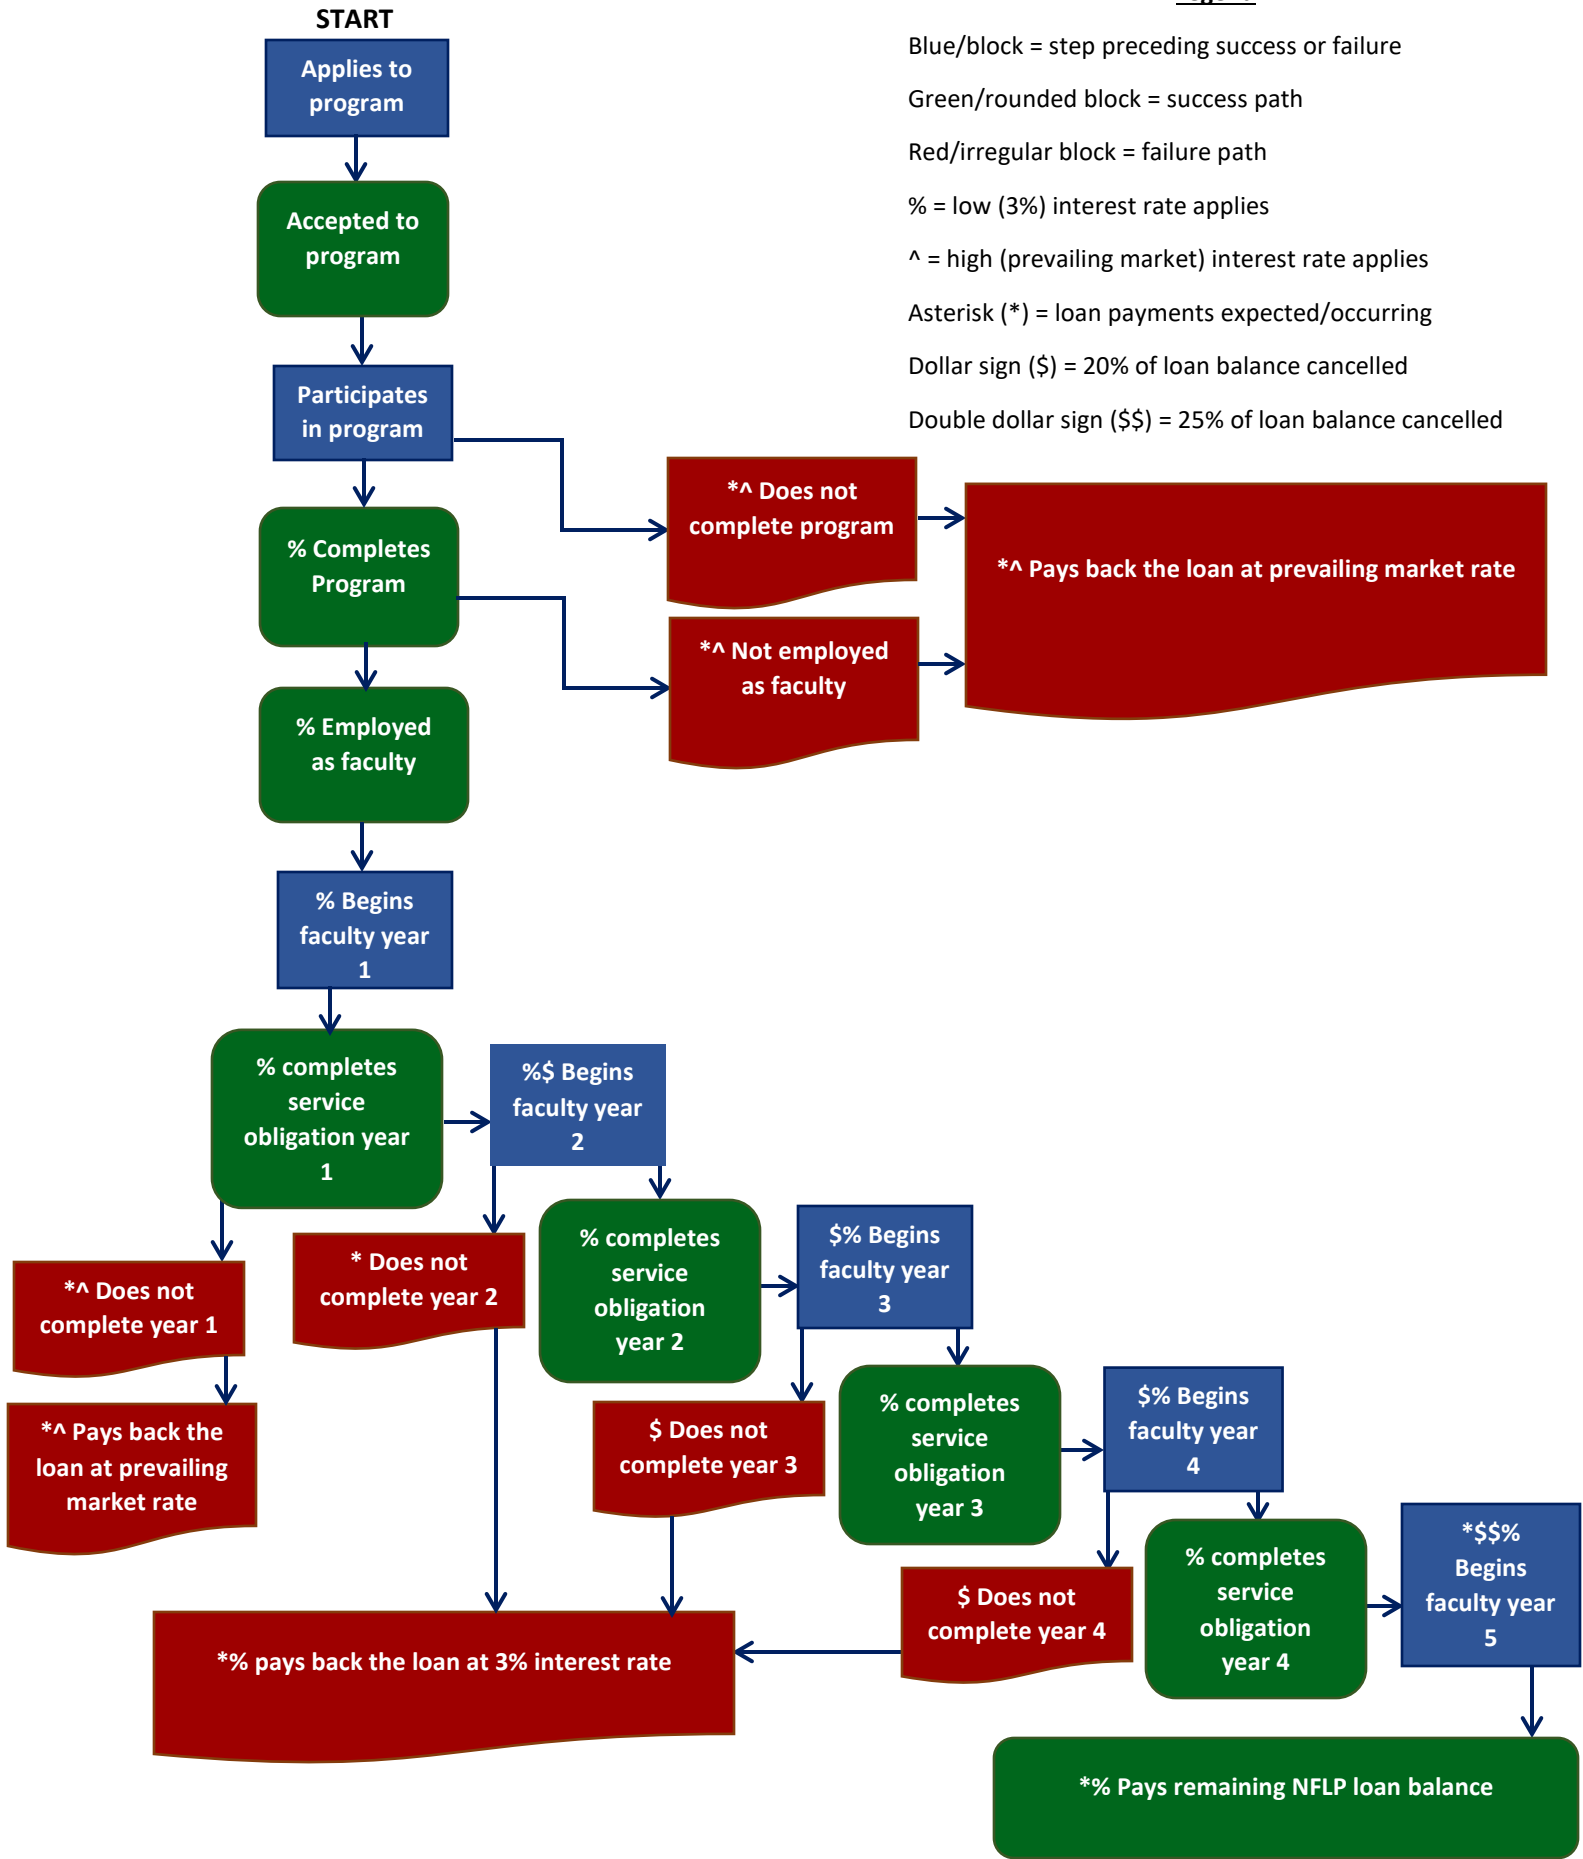 START
Applies to
program
Accepted to
program
Participates
in program
% Completes
Program
% Employed
as faculty
% Begins
faculty year
1
Blue/block = step preceding success or failure
Green/rounded block = success path
Red/irregular block = failure path
% = low (3%) interest rate applies
^ = high (prevailing market) interest rate applies
Asterisk (*) = loan payments expected/occurring
Dollar sign ($) = 20% of loan balance cancelled
Double dollar sign ($$) = 25% of loan balance cancelled
*^ Does not
complete program
*^ Not employed
as faculty
*^ Pays back the loan at prevailing market rate
% completes
service
obligation year
1
*^ Does not
complete year 1
*^ Pays back the
loan at prevailing
market rate
%$ Begins
faculty year
2
* Does not
complete year 2
% completes
service
obligation
year 2
$% Begins
faculty year
3
$ Does not
complete year 3
% completes
service
obligation
year 3
$% Begins
faculty year
4
$ Does not
complete year 4
% completes
service
obligation
year 4
*$$%
Begins
faculty year
5
*% pays back the loan at 3% interest rate
*% Pays remaining NFLP loan balance